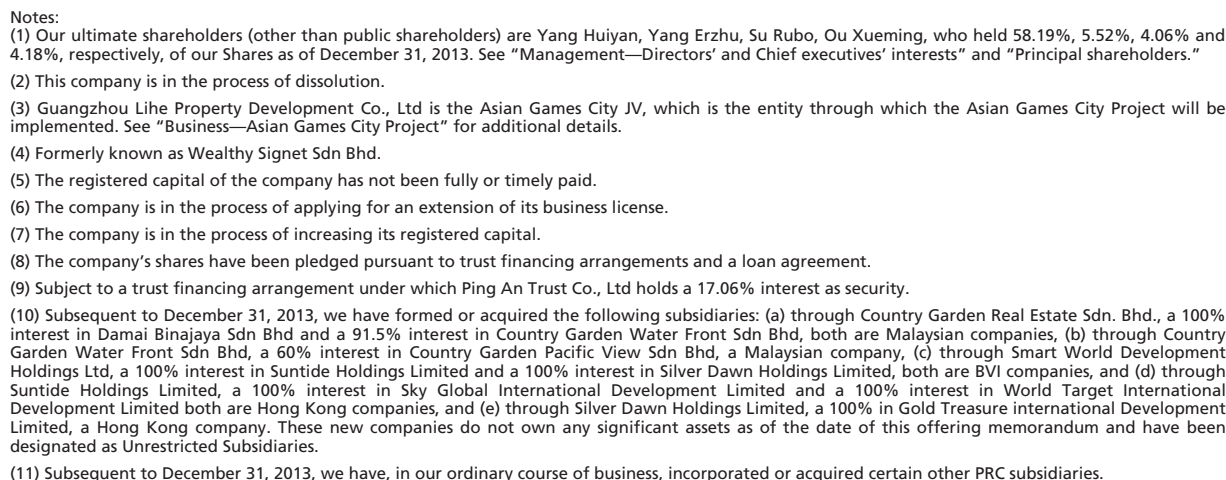 Notes:
(1) Our ultimate shareholders (other than public shareholders) are Yang Huiyan, Yang Erzhu, Su Rubo, Ou Xueming, who held 58.19%, 5.52%, 4.06% and
4.18%, respectively, of our Shares as of December 31, 2013. See “Management—Directors’ and Chief executives’ interests” and “Principal shareholders.”
(2) This company is in the process of dissolution.
(3) Guangzhou Lihe Property Development Co., Ltd is the Asian Games City JV, which is the entity through which the Asian Games City Project will be
implemented. See “Business—Asian Games City Project” for additional details.
(4) Formerly known as Wealthy Signet Sdn Bhd.
(5) The registered capital of the company has not been fully or timely paid.
(6) The company is in the process of applying for an extension of its business license.
(7) The company is in the process of increasing its registered capital.
(8) The company’s shares have been pledged pursuant to trust financing arrangements and a loan agreement.
(9) Subject to a trust financing arrangement under which Ping An Trust Co., Ltd holds a 17.06% interest as security.
(10) Subsequent to December 31, 2013, we have formed or acquired the following subsidiaries: (a) through Country Garden Real Estate Sdn. Bhd., a 100%
interest in Damai Binajaya Sdn Bhd and a 91.5% interest in Country Garden Water Front Sdn Bhd, both are Malaysian companies, (b) through Country
Garden Water Front Sdn Bhd, a 60% interest in Country Garden Pacific View Sdn Bhd, a Malaysian company, (c) through Smart World Development
Holdings Ltd, a 100% interest in Suntide Holdings Limited and a 100% interest in Silver Dawn Holdings Limited, both are BVI companies, and (d) through
Suntide Holdings Limited, a 100% interest in Sky Global International Development Limited and a 100% interest in World Target International
Development Limited both are Hong Kong companies, and (e) through Silver Dawn Holdings Limited, a 100% in Gold Treasure international Development
Limited, a Hong Kong company. These new companies do not own any significant assets as of the date of this offering memorandum and have been
designated as Unrestricted Subsidiaries.
(11) Subsequent to December 31, 2013, we have, in our ordinary course of business, incorporated or acquired certain other PRC subsidiaries.